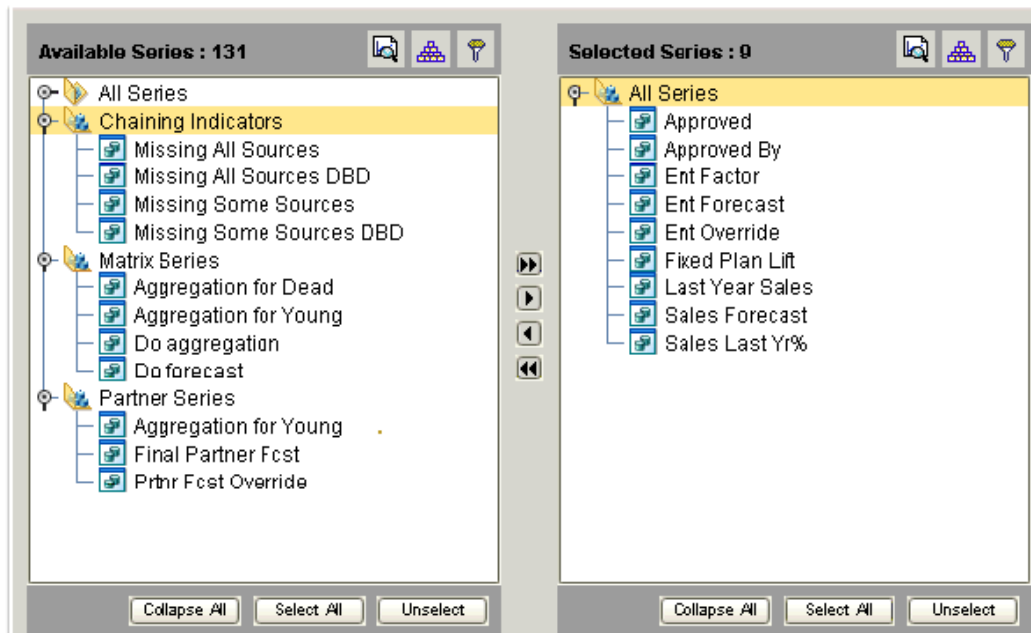 Available Series : 131
All Series
Chaining Indicators
Missing All Sources
Missing All Sources DBD
Missing Some Sources
Missing Some Sources DBD
Matrix Series
Aggregation for Dead
Aggregation for Young
Do aggregation
Do forecast
Partner Series
Aggregation for Young
Final Partner Fcst
Prtnr Fcst Override
Collapse All
Select All
Unselect
Selected Series : 9
All Series
Approved
Approved By
Ent Factor
Ent Forecast
Ent Override
Fixed Plan Lift
Last Year Sales
Sales Forecast
Sales Last Yr%
Collapse All
Select All
Unselect